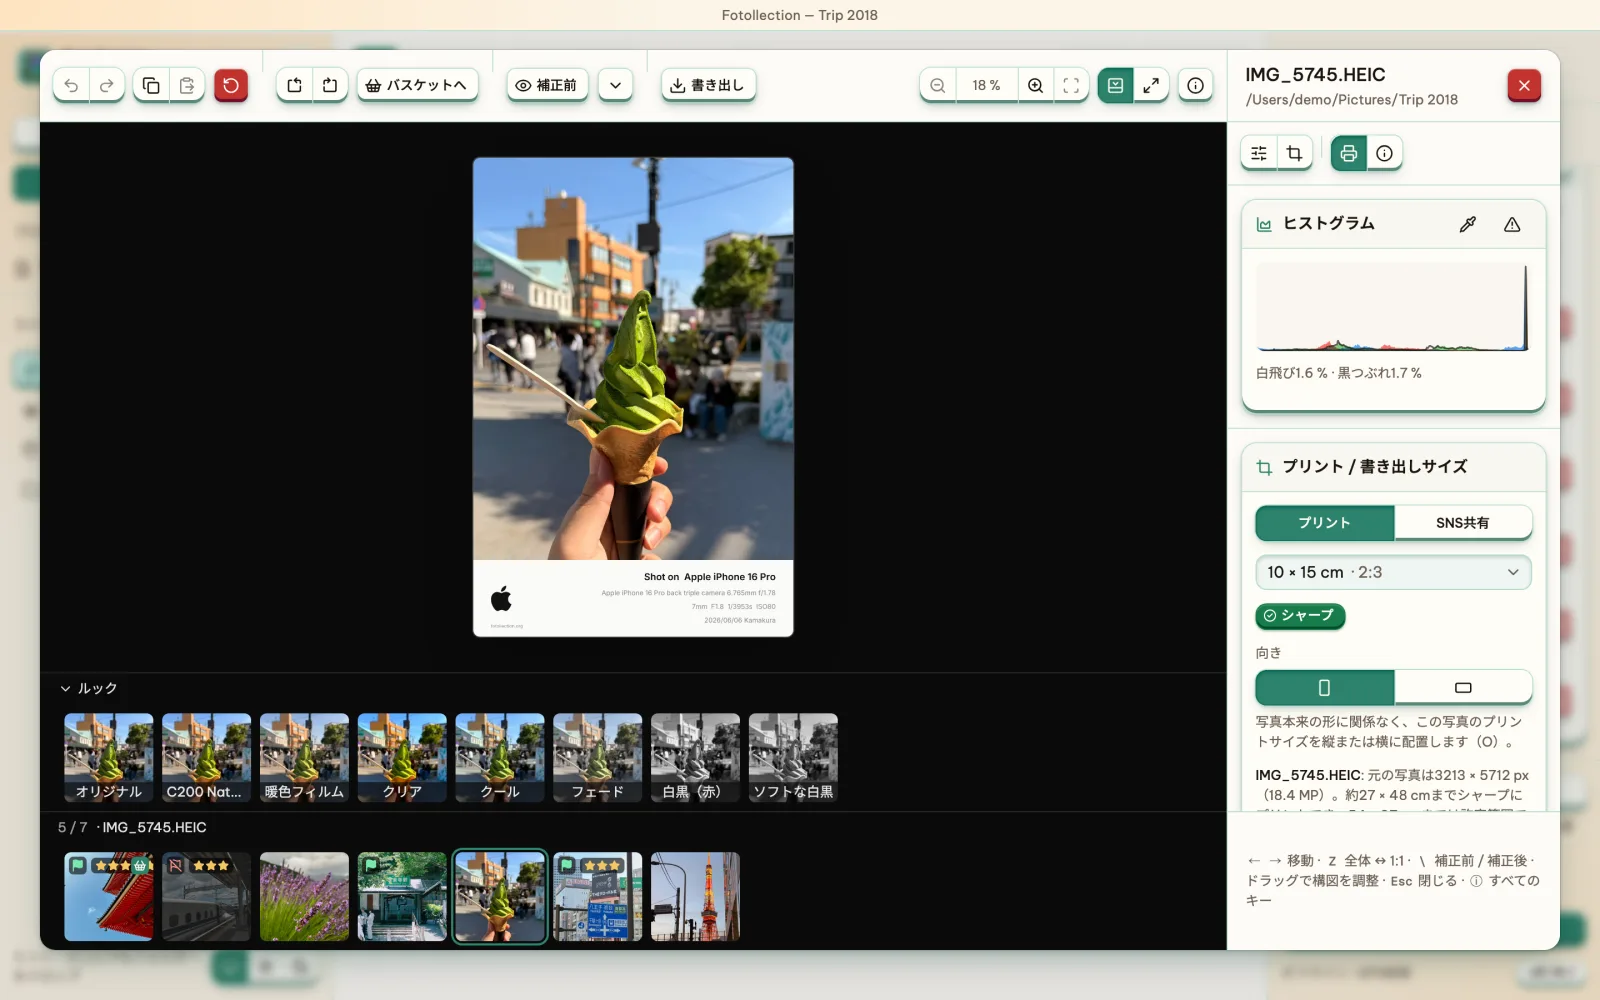 Fotollection — Trip 2018
バスケットへ
補正前
書き出し
18 %
IMG_5745.HEIC
/Users/demo/Pictures/Trip 2018
ヒストグラム
白飛び1.6 % · 黒つぶれ1.7 %
プリント / 書き出しサイズ
プリント
SNS共有
10 × 15 cm · 2:3
シャープ
向き
写真本来の形に関係なく、この写真のプリン
トサイズを縦または横に配置します（O）。
IMG_5745.HEIC: 元の写真は3213 × 5712 px
（18.4 MP）。約27 × 48 cmまでシャープに
← → 移動 · Z 全体 ↔ 1:1 · \ 補正前 / 補正後 ·
ドラッグで構図を調整 · Esc 閉じる · ⓘ すべての
キー
Shot on Apple iPhone 16 Pro
Apple iPhone 16 Pro back triple camera 6.765mm f/1.78
7mm F1.8 1/3953s ISO80
2026/06/06 Kamakura
fotollection.org
ルック
オリジナル
C200 Nat...
暖色フィルム
クリア
クール
フェード
白黒（赤）
ソフトな白黒
5 / 7 · IMG_5745.HEIC